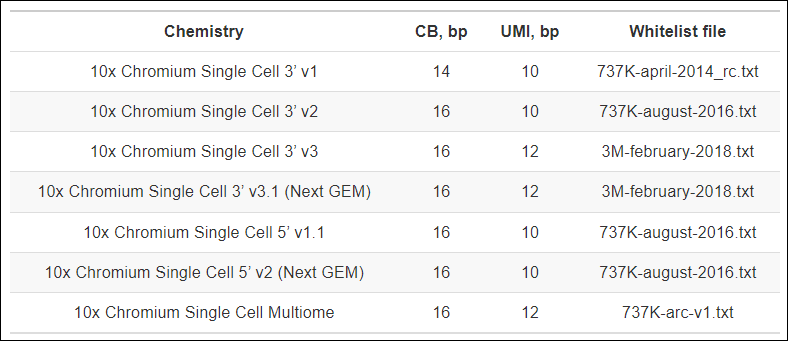 Chemistry CB, bp UMI, bp Whitelist file
10x Chromium Single Cell 3’ v1 14 10 737K-april-2014_rc.txt
10x Chromium Single Cell 3’ v2 16 10 737K-august-2016.txt
10x Chromium Single Cell 3’ v3 16 12 3M-february-2018.txt
10x Chromium Single Cell 3’ v3.1 (Next GEM) 16 12 3M-february-2018.txt
10x Chromium Single Cell 5’ v1.1 16 10 737K-august-2016.txt
10x Chromium Single Cell 5’ v2 (Next GEM) 16 10 737K-august-2016.txt
10x Chromium Single Cell Multiome 16 12 737K-arc-v1.txt